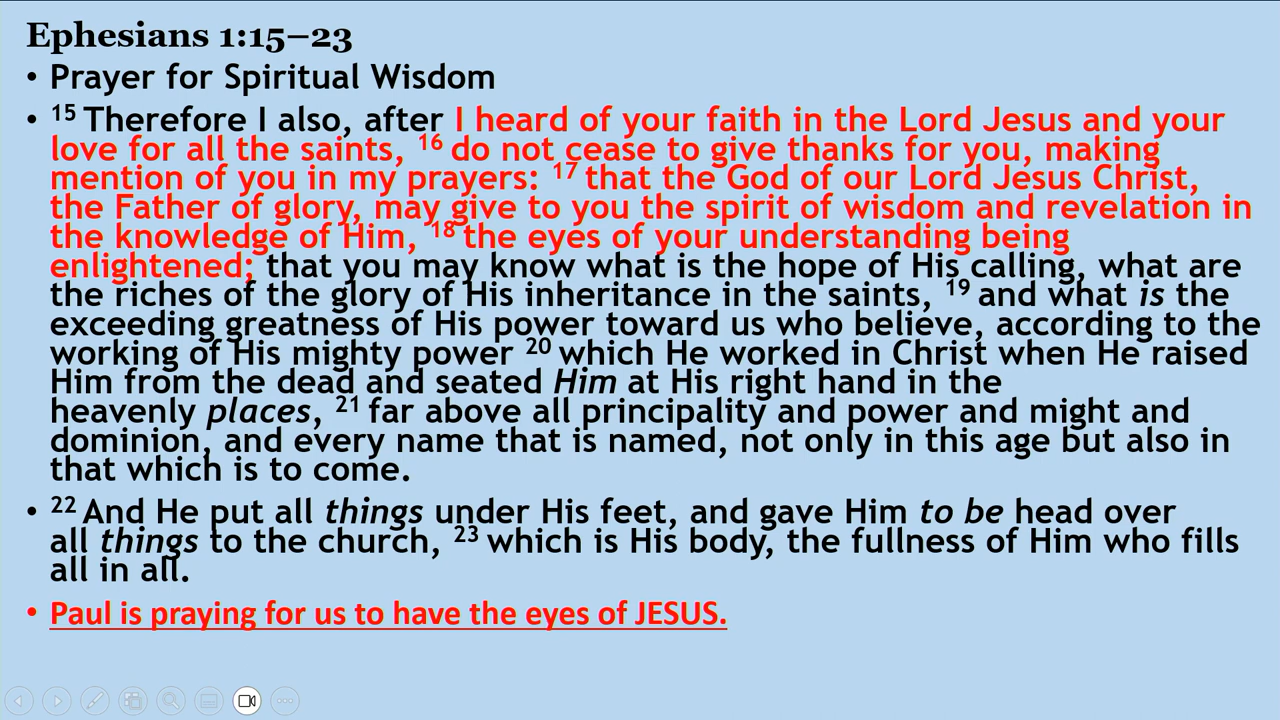 Ephesians 1:15–23
• Prayer for Spiritual Wisdom
• 15 Therefore I also, after I heard of your faith in the Lord Jesus and your
love for all the saints, 16 do not cease to give thanks for you, making
mention of you in my prayers: 17 that the God of our Lord Jesus Christ,
the Father of glory, may give to you the spirit of wisdom and revelation in
the knowledge of Him, 18 the eyes of your understanding being
enlightened; that you may know what is the hope of His calling, what are
the riches of the glory of His inheritance in the saints, 19 and what is the
exceeding greatness of His power toward us who believe, according to the
working of His mighty power 20 which He worked in Christ when He raised
Him from the dead and seated Him at His right hand in the
heavenly places, 21 far above all principality and power and might and
dominion, and every name that is named, not only in this age but also in
that which is to come.
• 22 And He put all things under His feet, and gave Him to be head over
all things to the church, 23 which is His body, the fullness of Him who fills
all in all.
• Paul is praying for us to have the eyes of JESUS.